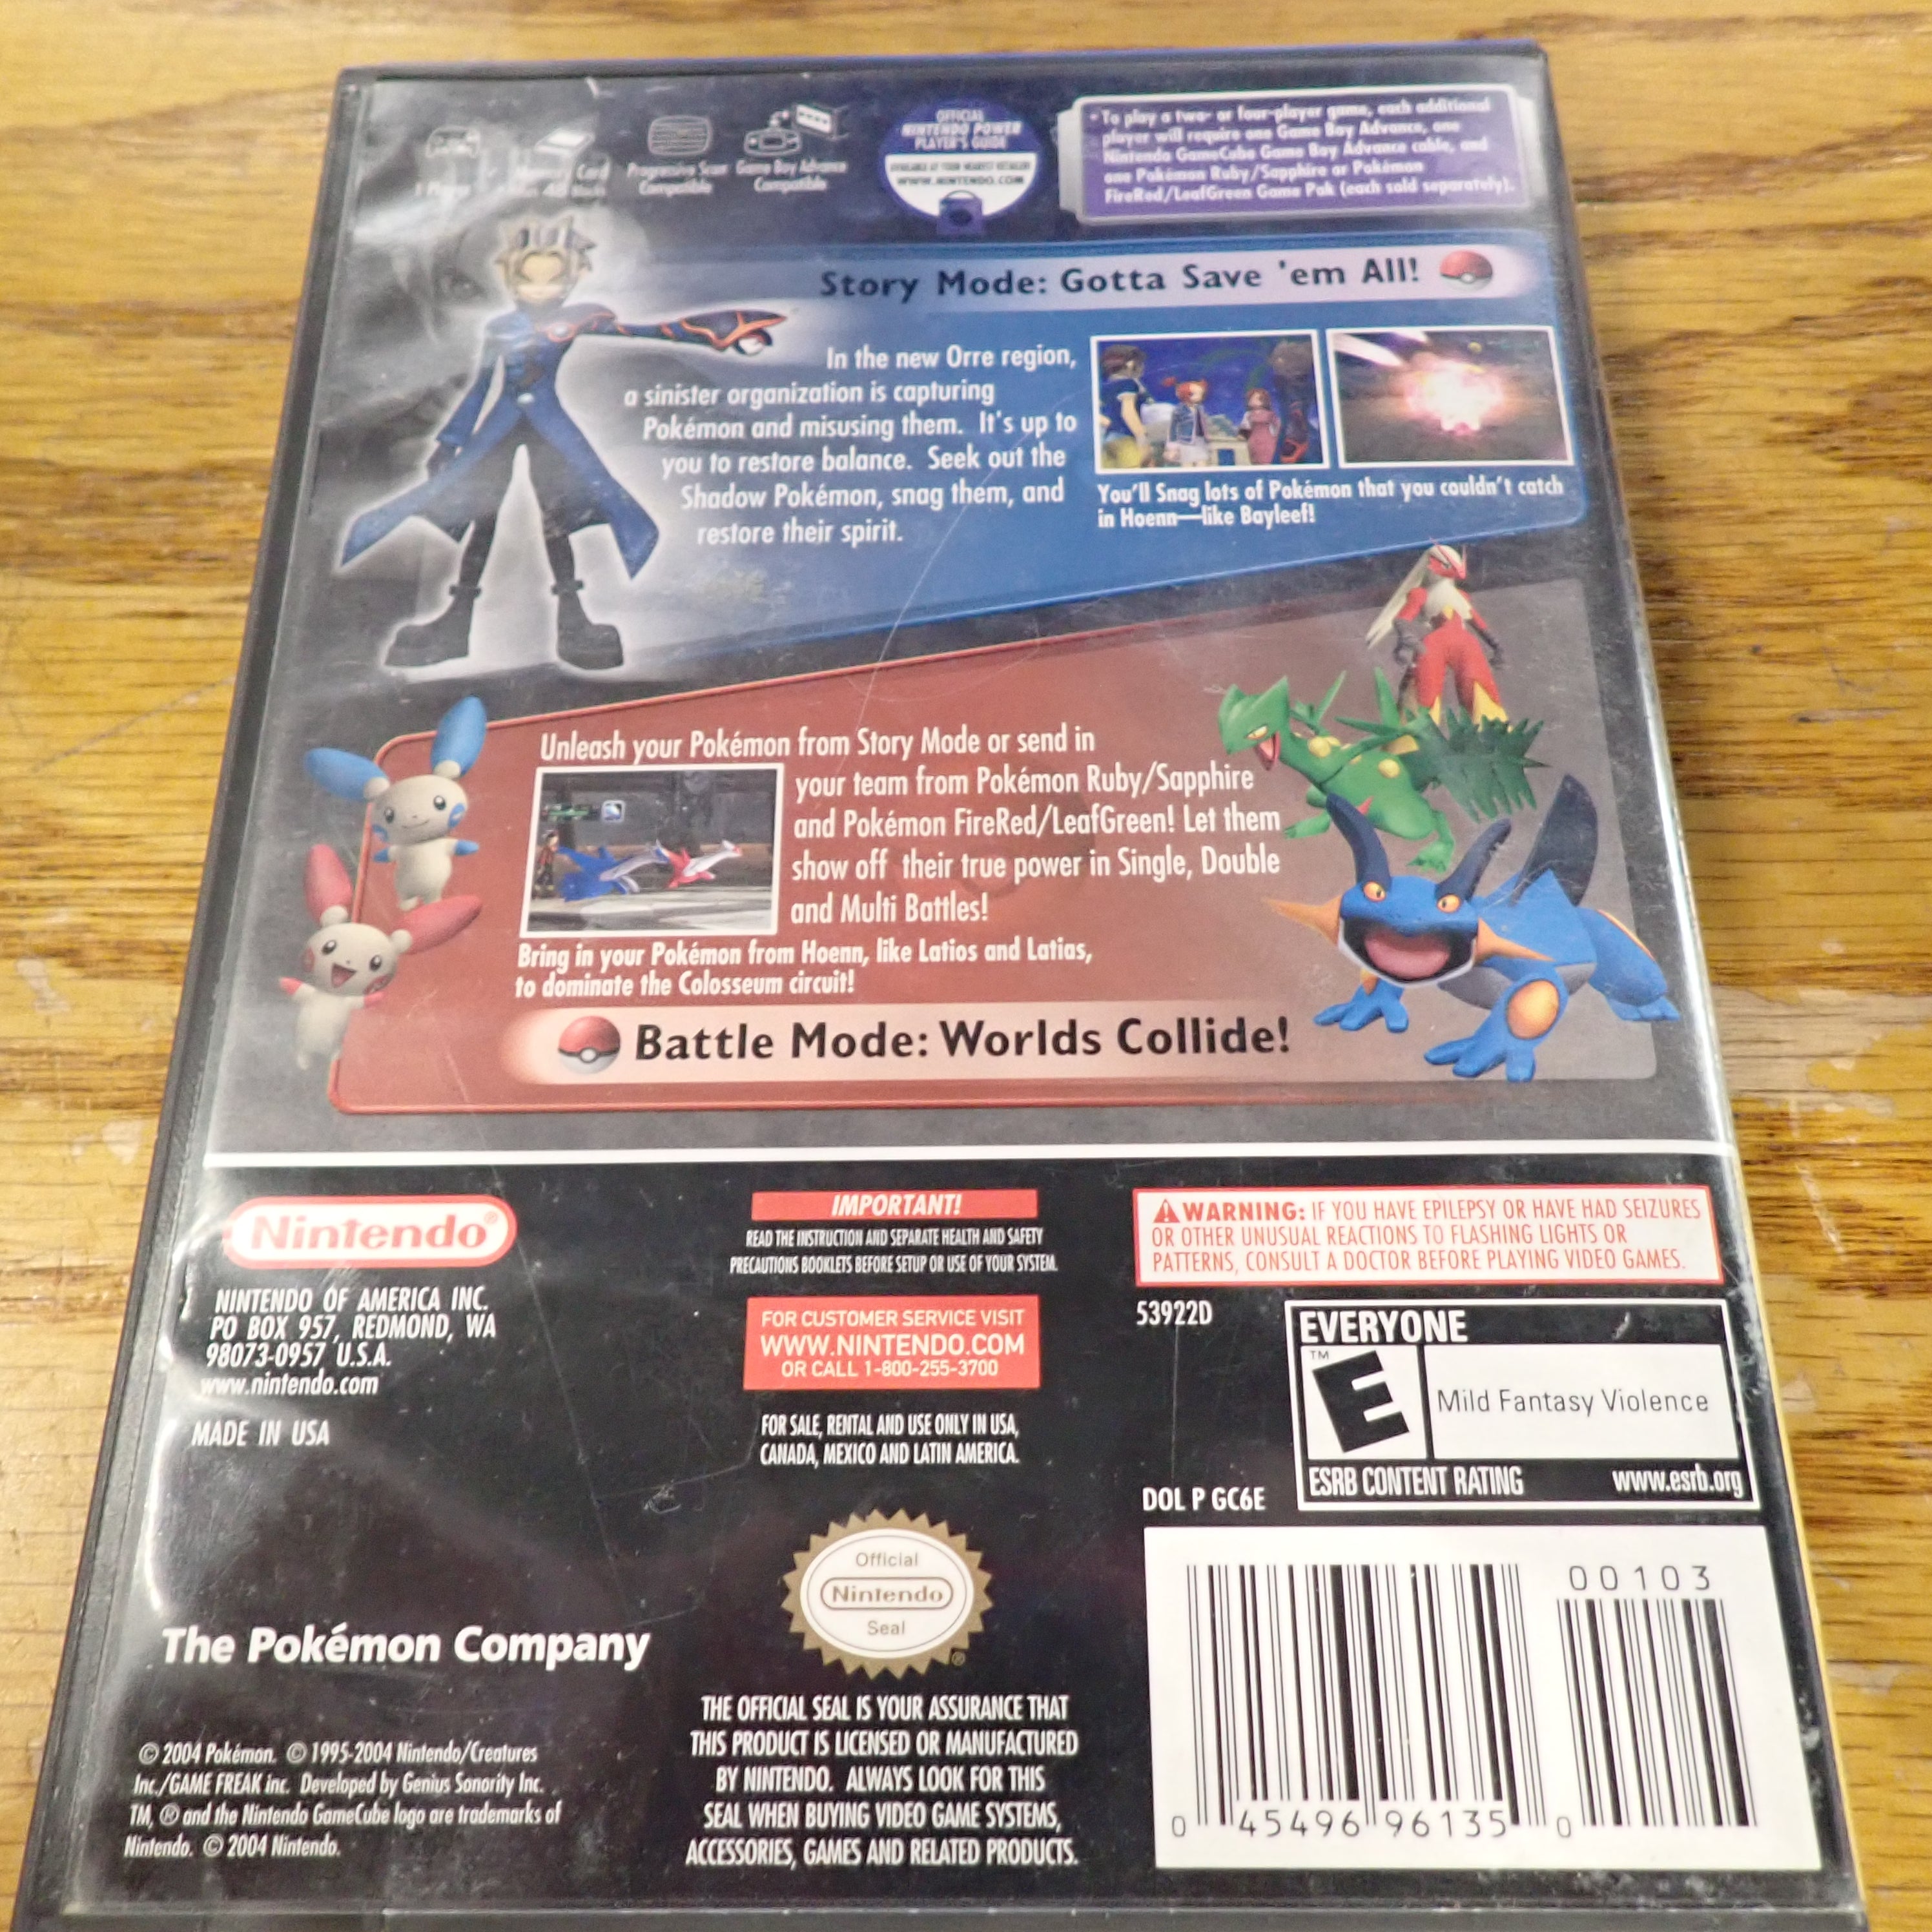 1 Player
Memory Card
Progressive Scan
Compatible
Game Boy Advance
Compatible
OFFICIAL
NINTENDO POWER
PLAYER'S GUIDE
AVAILABLE AT YOUR NEAREST RETAILER!
WWW.NINTENDO.COM
• To play a two- or four-player game, each additional
player will require one Game Boy Advance, one
Nintendo GameCube Game Boy Advance cable, and
one Pokémon Ruby/Sapphire or Pokémon
FireRed/LeafGreen Game Pak (each sold separately).
Story Mode: Gotta Save 'em All!
In the new Orre region,
a sinister organization is capturing
Pokémon and misusing them. It's up to
you to restore balance. Seek out the
Shadow Pokémon, snag them, and
restore their spirit.
You'll Snag lots of Pokémon that you couldn't catch
in Hoenn—like Bayleef!
Unleash your Pokémon from Story Mode or send in
your team from Pokémon Ruby/Sapphire
and Pokémon FireRed/LeafGreen! Let them
show off their true power in Single, Double
and Multi Battles!
Bring in your Pokémon from Hoenn, like Latios and Latias,
to dominate the Colosseum circuit!
Battle Mode: Worlds Collide!
Nintendo®
NINTENDO OF AMERICA INC.
PO BOX 957, REDMOND, WA
98073-0957 U.S.A.
www.nintendo.com
MADE IN USA
IMPORTANT!
READ THE INSTRUCTION AND SEPARATE HEALTH AND SAFETY
PRECAUTIONS BOOKLETS BEFORE SETUP OR USE OF YOUR SYSTEM.
FOR CUSTOMER SERVICE VISIT
WWW.NINTENDO.COM
OR CALL 1-800-255-3700
FOR SALE, RENTAL AND USE ONLY IN USA,
CANADA, MEXICO AND LATIN AMERICA.
WARNING: IF YOU HAVE EPILEPSY OR HAVE HAD SEIZURES
OR OTHER UNUSUAL REACTIONS TO FLASHING LIGHTS OR
PATTERNS, CONSULT A DOCTOR BEFORE PLAYING VIDEO GAMES.
53922D
EVERYONE
™
E
Mild Fantasy Violence
ESRB CONTENT RATING www.esrb.org
DOL P GC6E
Official
Nintendo
Seal
®
THE OFFICIAL SEAL IS YOUR ASSURANCE THAT
THIS PRODUCT IS LICENSED OR MANUFACTURED
BY NINTENDO. ALWAYS LOOK FOR THIS
SEAL WHEN BUYING VIDEO GAME SYSTEMS,
ACCESSORIES, GAMES AND RELATED PRODUCTS.
The Pokémon Company
© 2004 Pokémon. © 1995-2004 Nintendo/Creatures
Inc./GAME FREAK inc. Developed by Genius Sonority Inc.
TM, ® and the Nintendo GameCube logo are trademarks of
Nintendo. © 2004 Nintendo.
00103
0 45496 96135 0